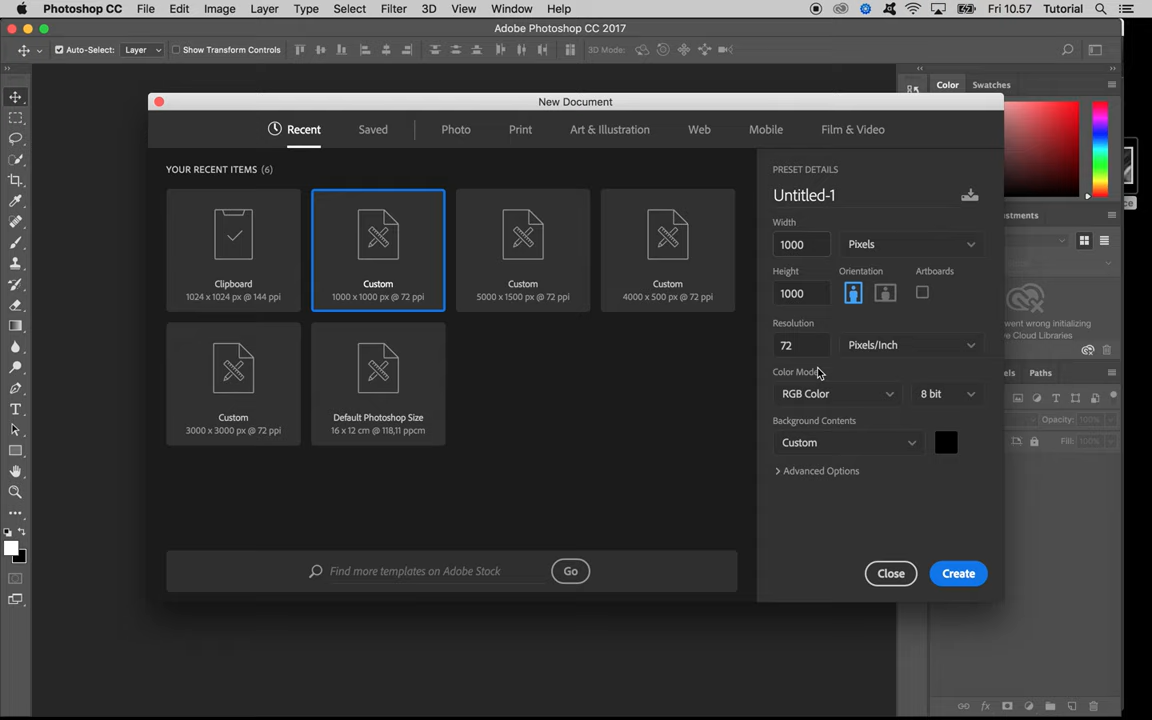 Photoshop CC File Edit Image Layer Type Select Filter 3D View Window Help Fri 10.57 Tutorial
Adobe Photoshop CC 2017
Auto-Select: Layer Show Transform Controls 3D Mode:
New Document
Color Swatches
Recent Saved Photo Print Art & Illustration Web Mobile Film & Video
YOUR RECENT ITEMS (6)
Clipboard
1024 x 1024 px @ 144 ppi
Custom
1000 x 1000 px @ 72 ppi
Custom
5000 x 1500 px @ 72 ppi
Custom
4000 x 500 px @ 72 ppi
Custom
3000 x 3000 px @ 72 ppi
Default Photoshop Size
16 x 12 cm @ 118,11 ppcm
Find more templates on Adobe Stock Go
PRESET DETAILS
Untitled-1
Width
1000 Pixels
Height Orientation Artboards
1000
Resolution
72 Pixels/Inch
Color Mode
RGB Color 8 bit
Background Contents
Custom
Advanced Options
Close Create
went wrong initializing
Cloud Libraries
Paths
Opacity: 100%
Fill: 100%
fx